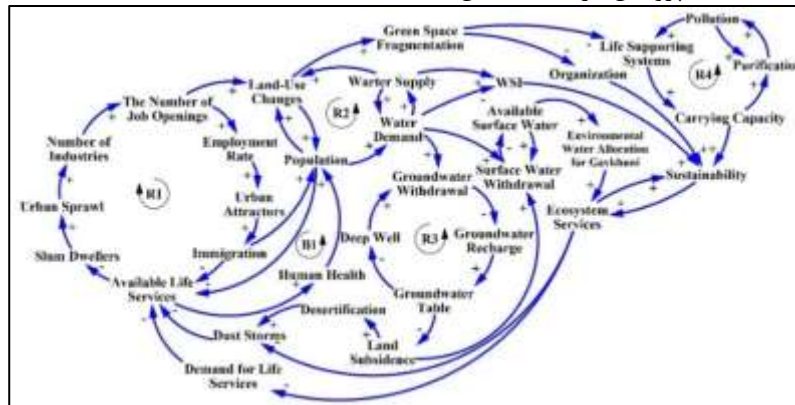 Pollution
Green Space
Fragmentation
Life Supporting
Systems
Purification
Organization
Land-Use
Changes
Warter Supply
WSI
R4
The Number of
Job Openings
R2
Available
Surface Water
Carrying Capacity
Water
Demand
Number of
Industries
Employment
Rate
Environmental
Water Allocation
for Gavkhuni
Population
Groundwater
Withdrawal
Surface Water
Withdrawal
Sustainability
R1
Urban Sprawl
Urban
Attractors
Ecosystem
Services
Deep Well
R3
Groundwater
Recharge
B1
Slum Dwellers
Immigration
Human Health
Available Life
Services
Desertification
Groundwater
Table
Dust Storms
Land
Subsidence
Demand for Life
Services